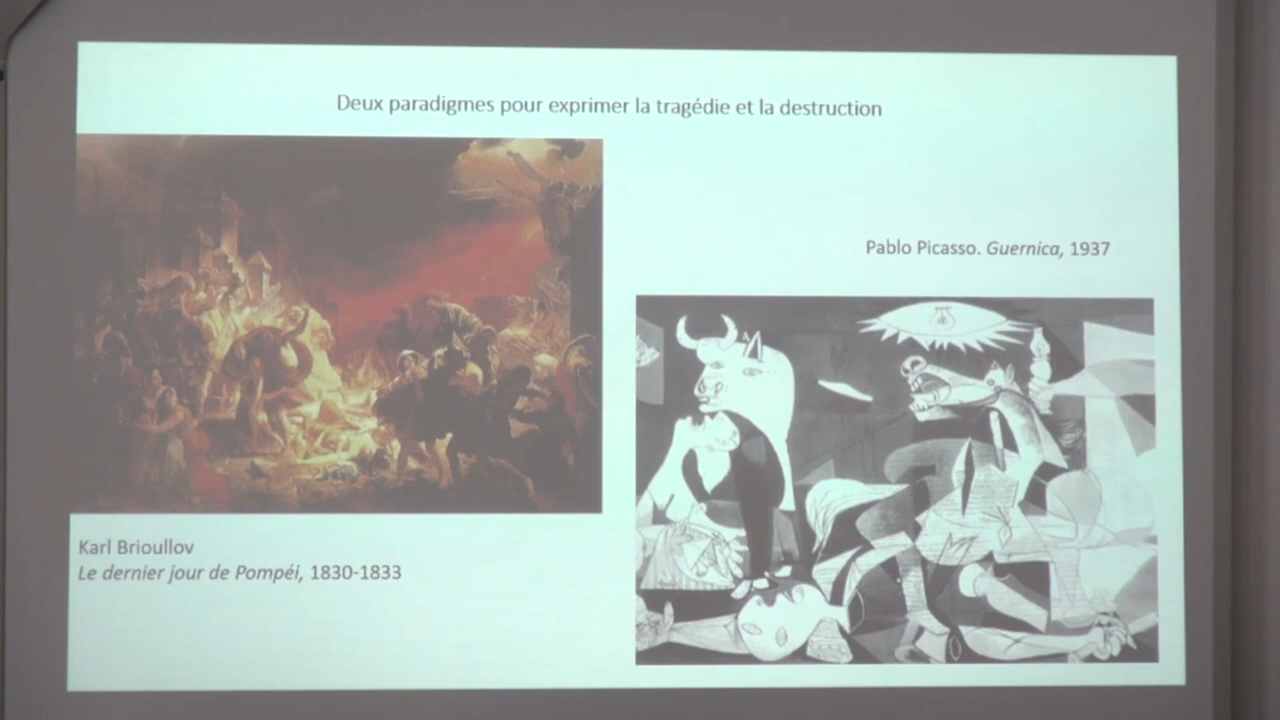 Deux paradigmes pour exprimer la tragédie et la destruction
Pablo Picasso. Guernica, 1937
Karl Brioullov
Le dernier jour de Pompéi, 1830-1833